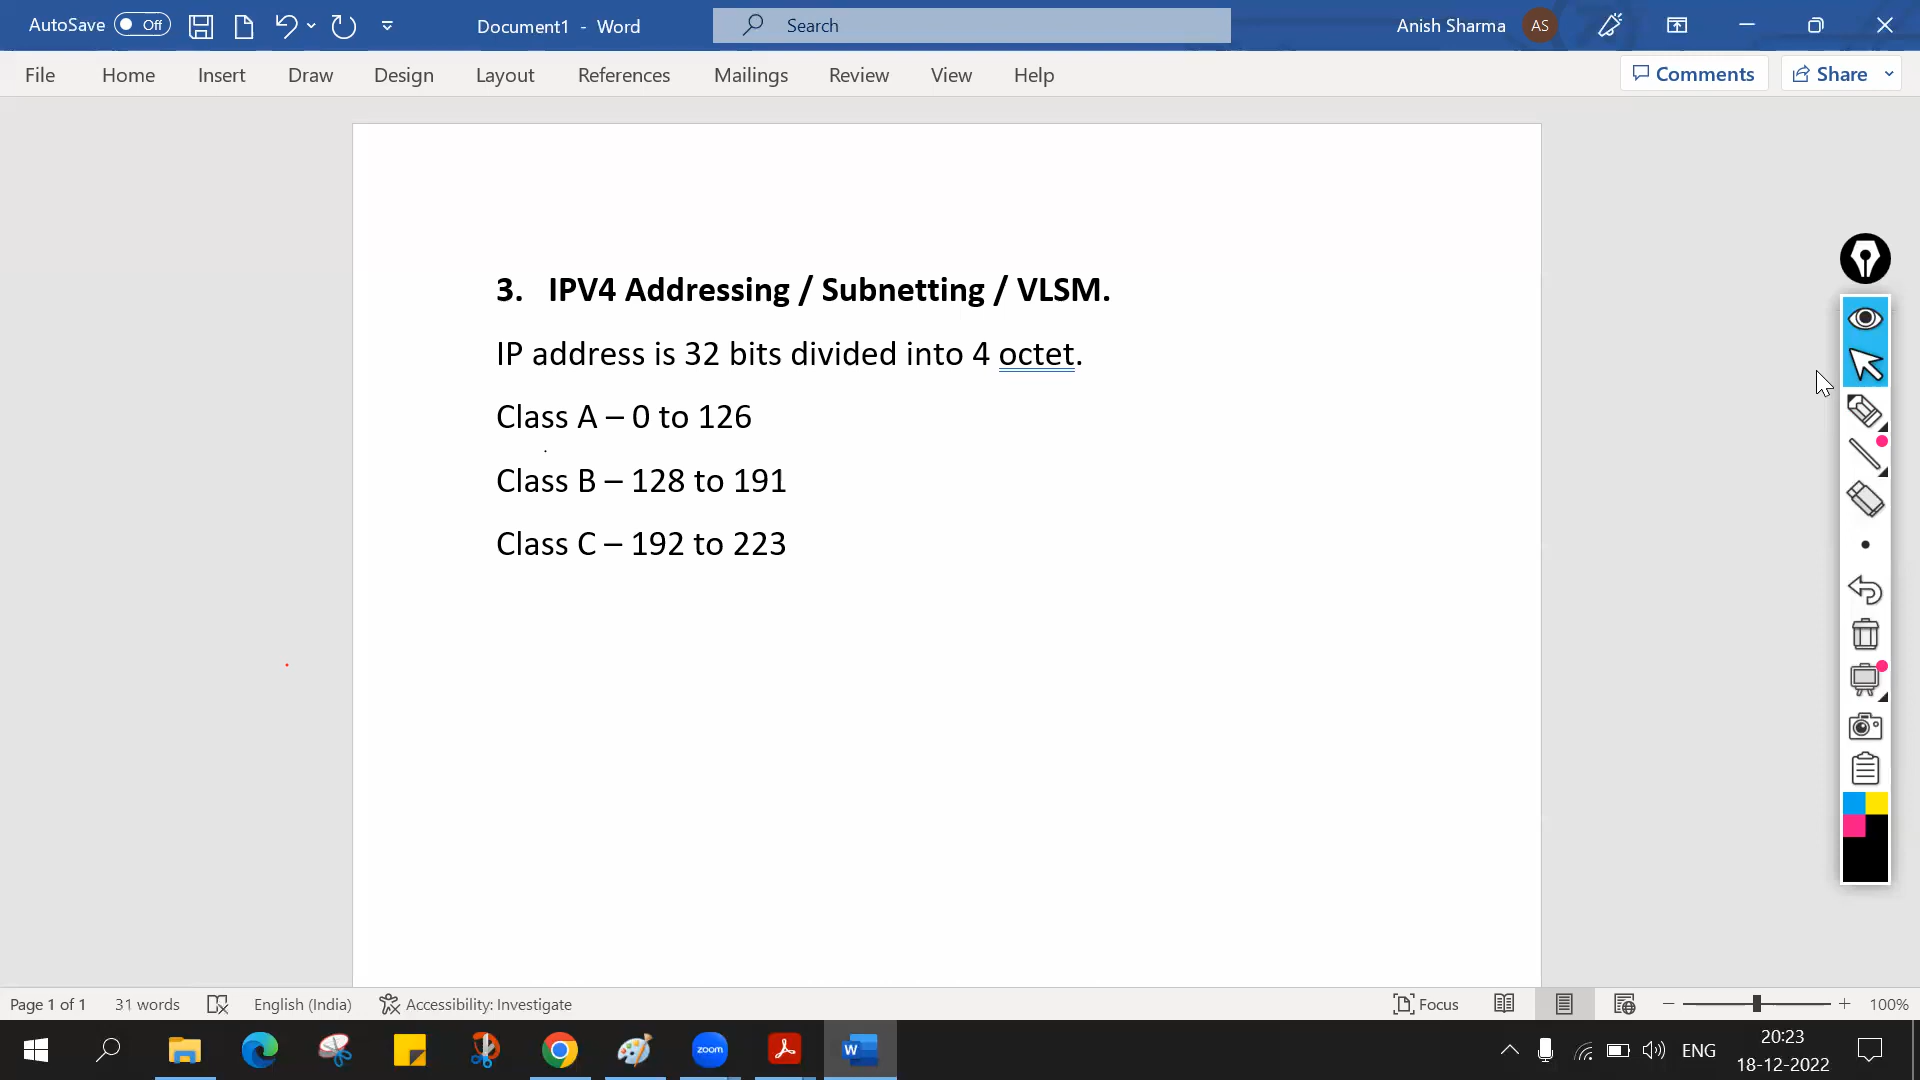 AutoSave Off Document1 - Word Search Anish Sharma AS
File Home Insert Draw Design Layout References Mailings Review View Help Comments Share
3. IPV4 Addressing / Subnetting / VLSM.
IP address is 32 bits divided into 4 octet.
Class A – 0 to 126
Class B – 128 to 191
Class C – 192 to 223
Page 1 of 1 31 words English (India) Accessibility: Investigate Focus 100%
zoom W ENG 20:23
18-12-2022